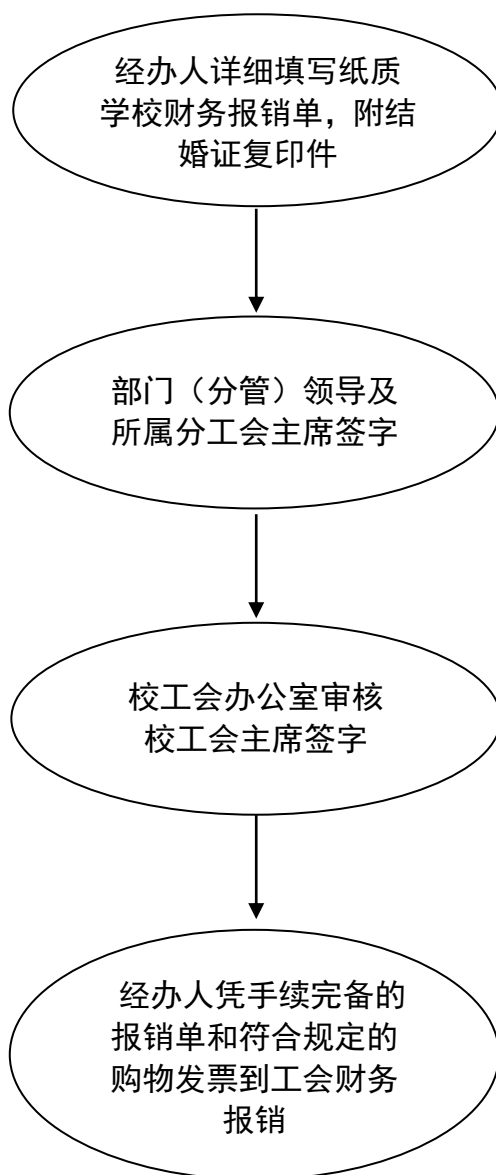 经办人详细填写纸质
学校财务报销单，附结
婚证复印件
部门（分管）领导及
所属分工会主席签字
校工会办公室审核
校工会主席签字
经办人凭手续完备的
报销单和符合规定的
购物发票到工会财务
报销